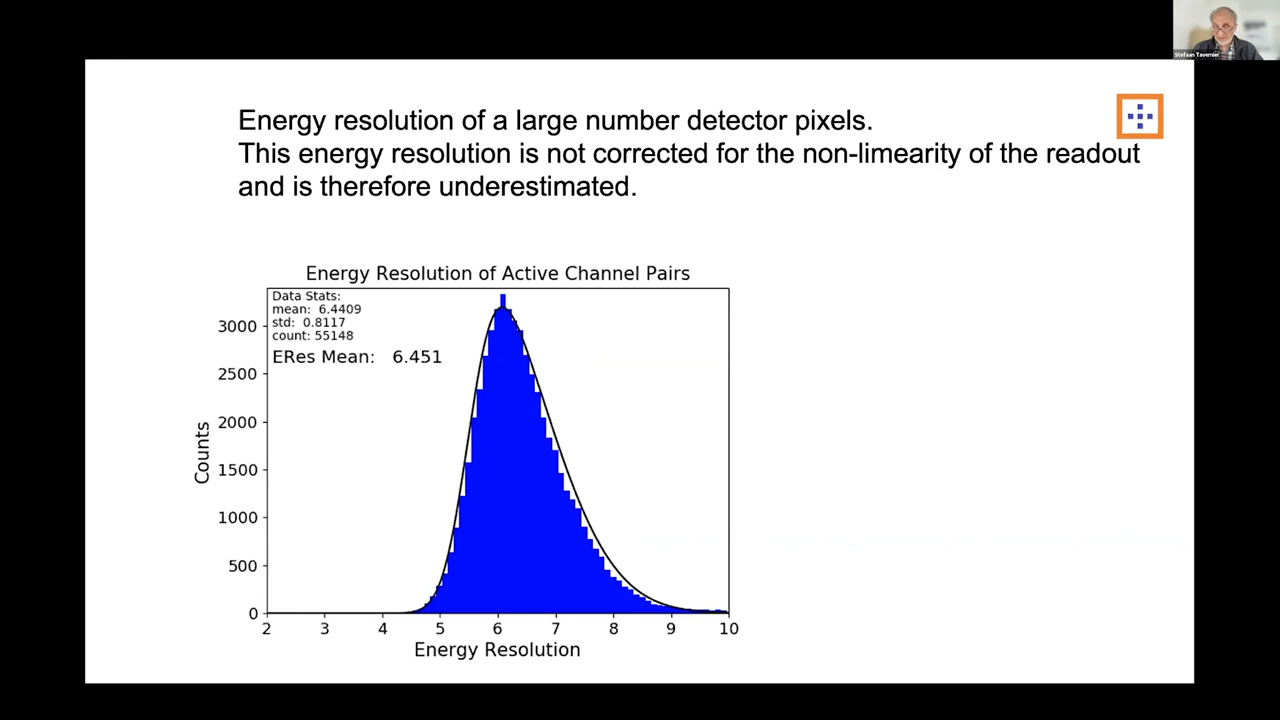 Stefaan Tavernier
Energy resolution of a large number detector pixels.
This energy resolution is not corrected for the non-limearity of the readout
and is therefore underestimated.
Energy Resolution of Active Channel Pairs
Data Stats:
mean: 6.4409
std: 0.8117
count: 55148
ERes Mean: 6.451
Counts
3000
2500
2000
1500
1000
500
0
2 3 4 5 6 7 8 9 10
Energy Resolution